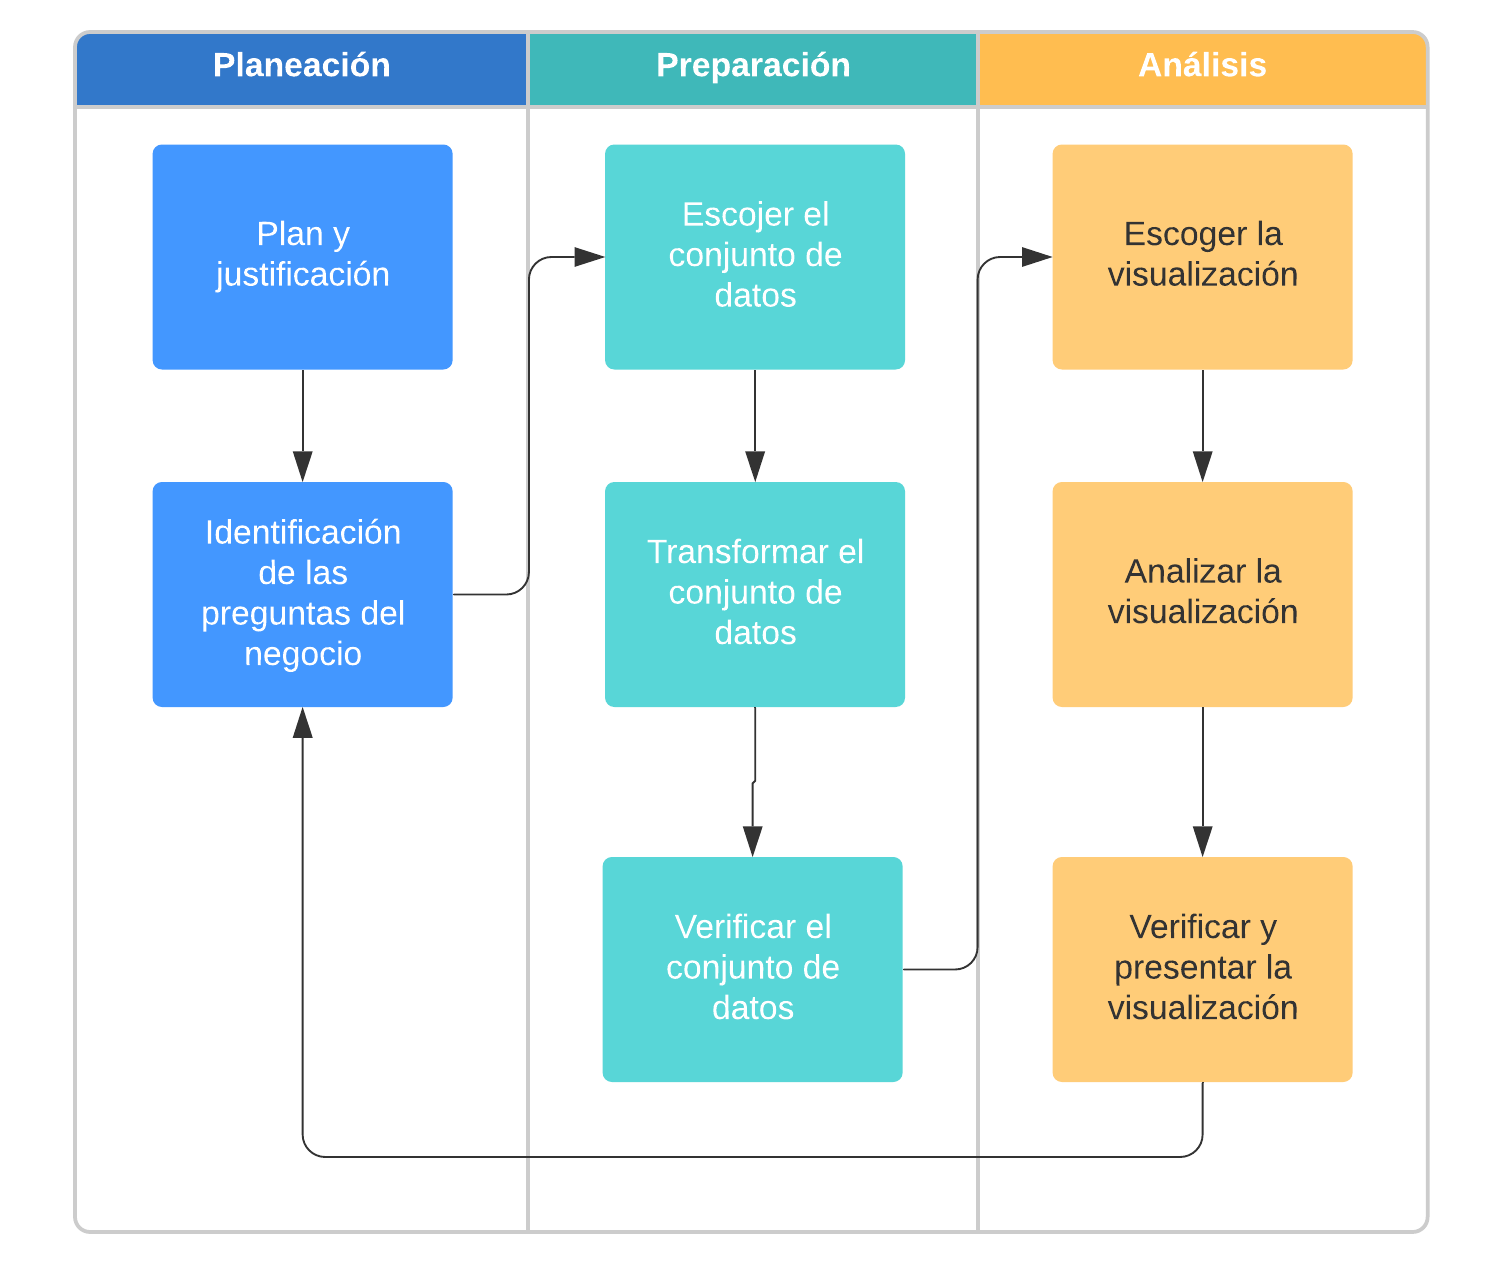 Planeación
Preparación
Análisis
Plan y
justificación
Identificación
de las
preguntas del
negocio
Escojer el
conjunto de
datos
Transformar el
conjunto de
datos
Verificar el
conjunto de
datos
Escoger la
visualización
Analizar la
visualización
Verificar y
presentar la
visualización